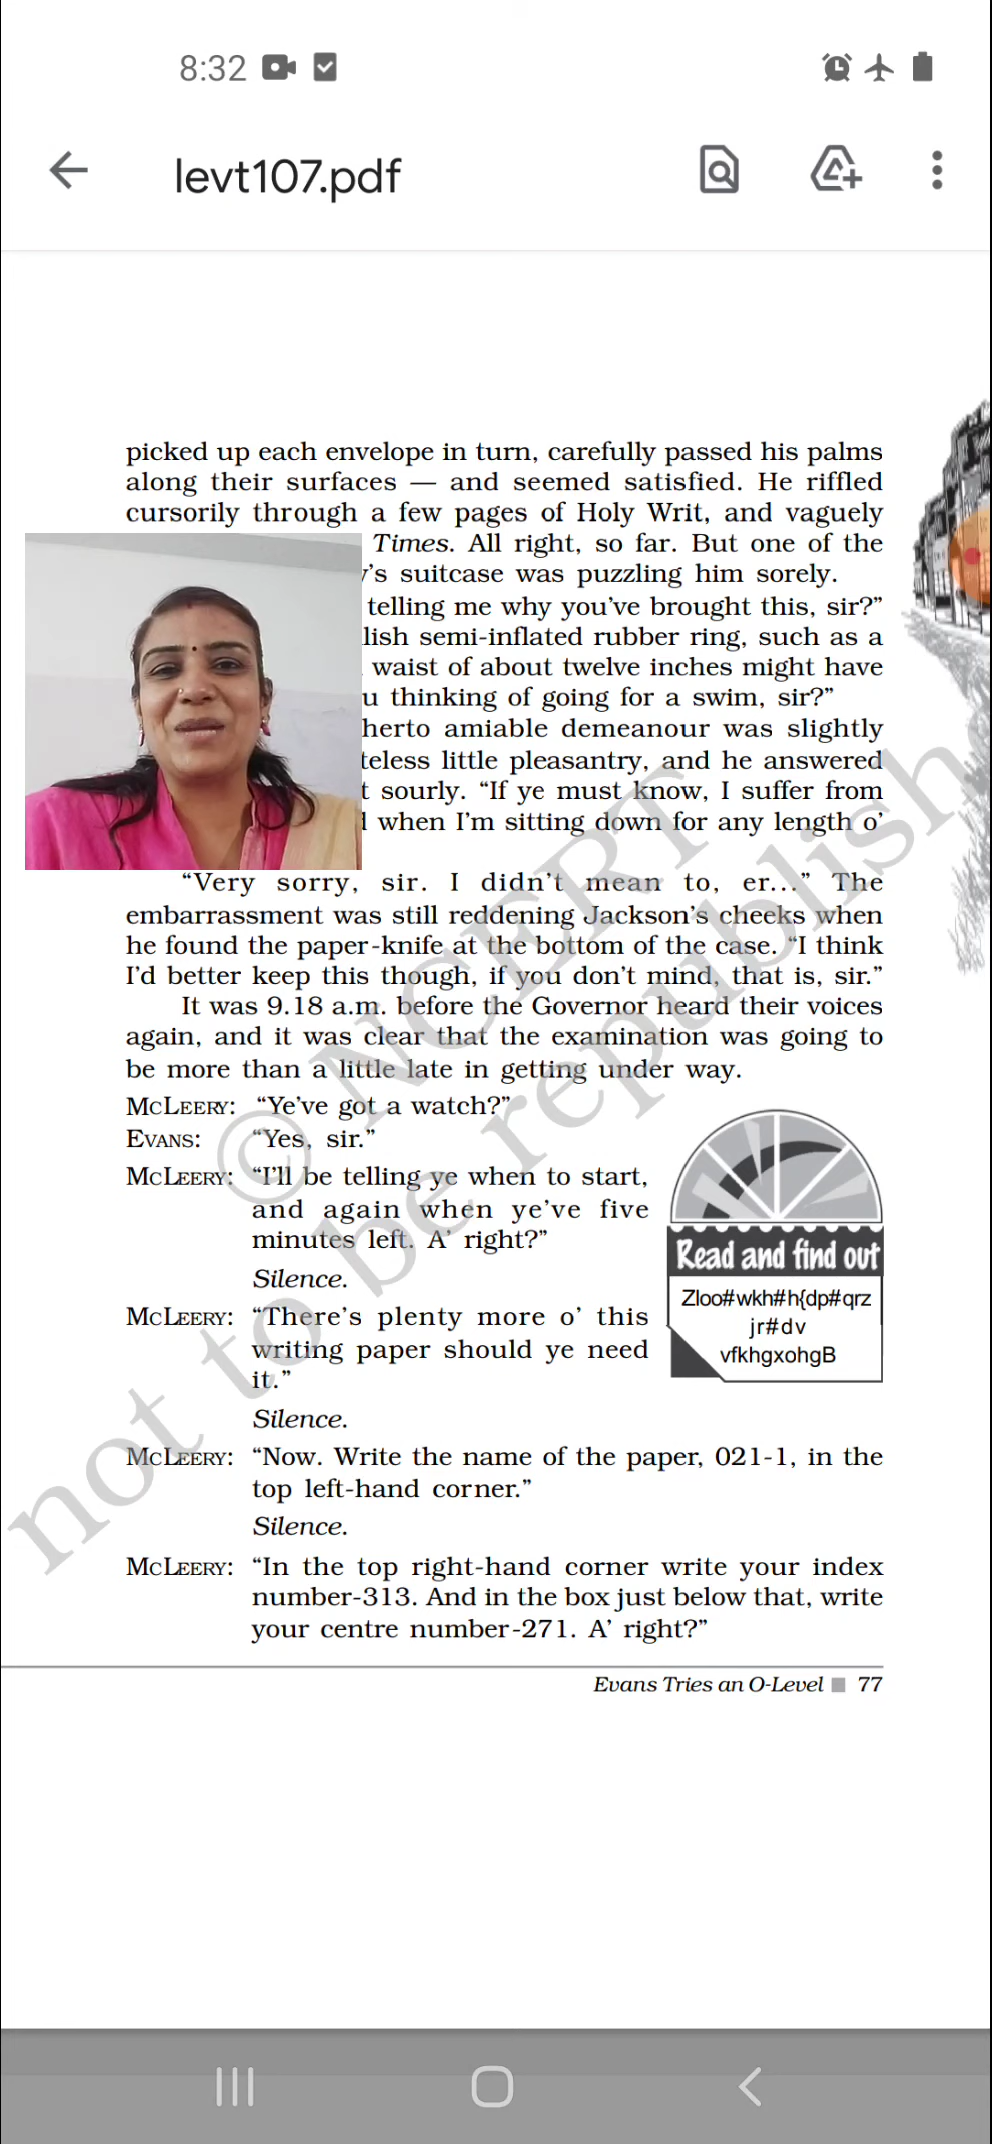 8:32
levt107.pdf
picked up each envelope in turn, carefully passed his palms
along their surfaces — and seemed satisfied. He riffled
cursorily through a few pages of Holy Writ, and vaguely
Times. All right, so far. But one of the
’s suitcase was puzzling him sorely.
telling me why you’ve brought this, sir?”
lish semi-inflated rubber ring, such as a
waist of about twelve inches might have
u thinking of going for a swim, sir?”
herto amiable demeanour was slightly
teless little pleasantry, and he answered
t sourly. “If ye must know, I suffer from
when I’m sitting down for any length o’
“Very sorry, sir. I didn’t mean to, er...” The
embarrassment was still reddening Jackson’s cheeks when
he found the paper-knife at the bottom of the case. “I think
I’d better keep this though, if you don’t mind, that is, sir.”
It was 9.18 a.m. before the Governor heard their voices
again, and it was clear that the examination was going to
be more than a little late in getting under way.
MCLEERY: “Ye’ve got a watch?”
EVANS: “Yes, sir.”
MCLEERY: “I’ll be telling ye when to start,
and again when ye’ve five
minutes left. A’ right?”
Silence.
MCLEERY: “There’s plenty more o’ this
writing paper should ye need
it.”
Silence.
Read and find out
Zloo#wkh#h{dp#qrz
jr#dv
vfkhgxohgB
MCLEERY: “Now. Write the name of the paper, 021-1, in the
top left-hand corner.”
Silence.
MCLEERY: “In the top right-hand corner write your index
number-313. And in the box just below that, write
your centre number-271. A’ right?”
Evans Tries an O-Level 77
© NCERT
not to be republish